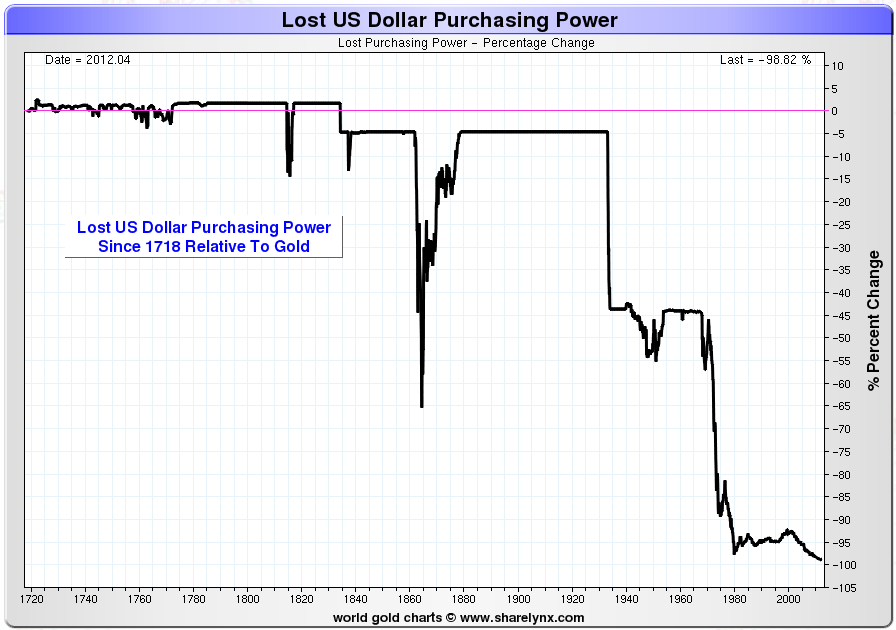 Lost US Dollar Purchasing Power
Lost Purchasing Power - Percentage Change
Date = 2012.04
Last = -98.82 %
10
5
0
-5
-10
-15
-20
-25
-30
-35
-40
-45
-50
-55
-60
-65
-70
-75
-80
-85
-90
-95
-100
-105
% Percent Change
Lost US Dollar Purchasing Power
Since 1718 Relative To Gold
1720 1740 1760 1780 1800 1820 1840 1860 1880 1900 1920 1940 1960 1980 2000
world gold charts © www.sharelynx.com